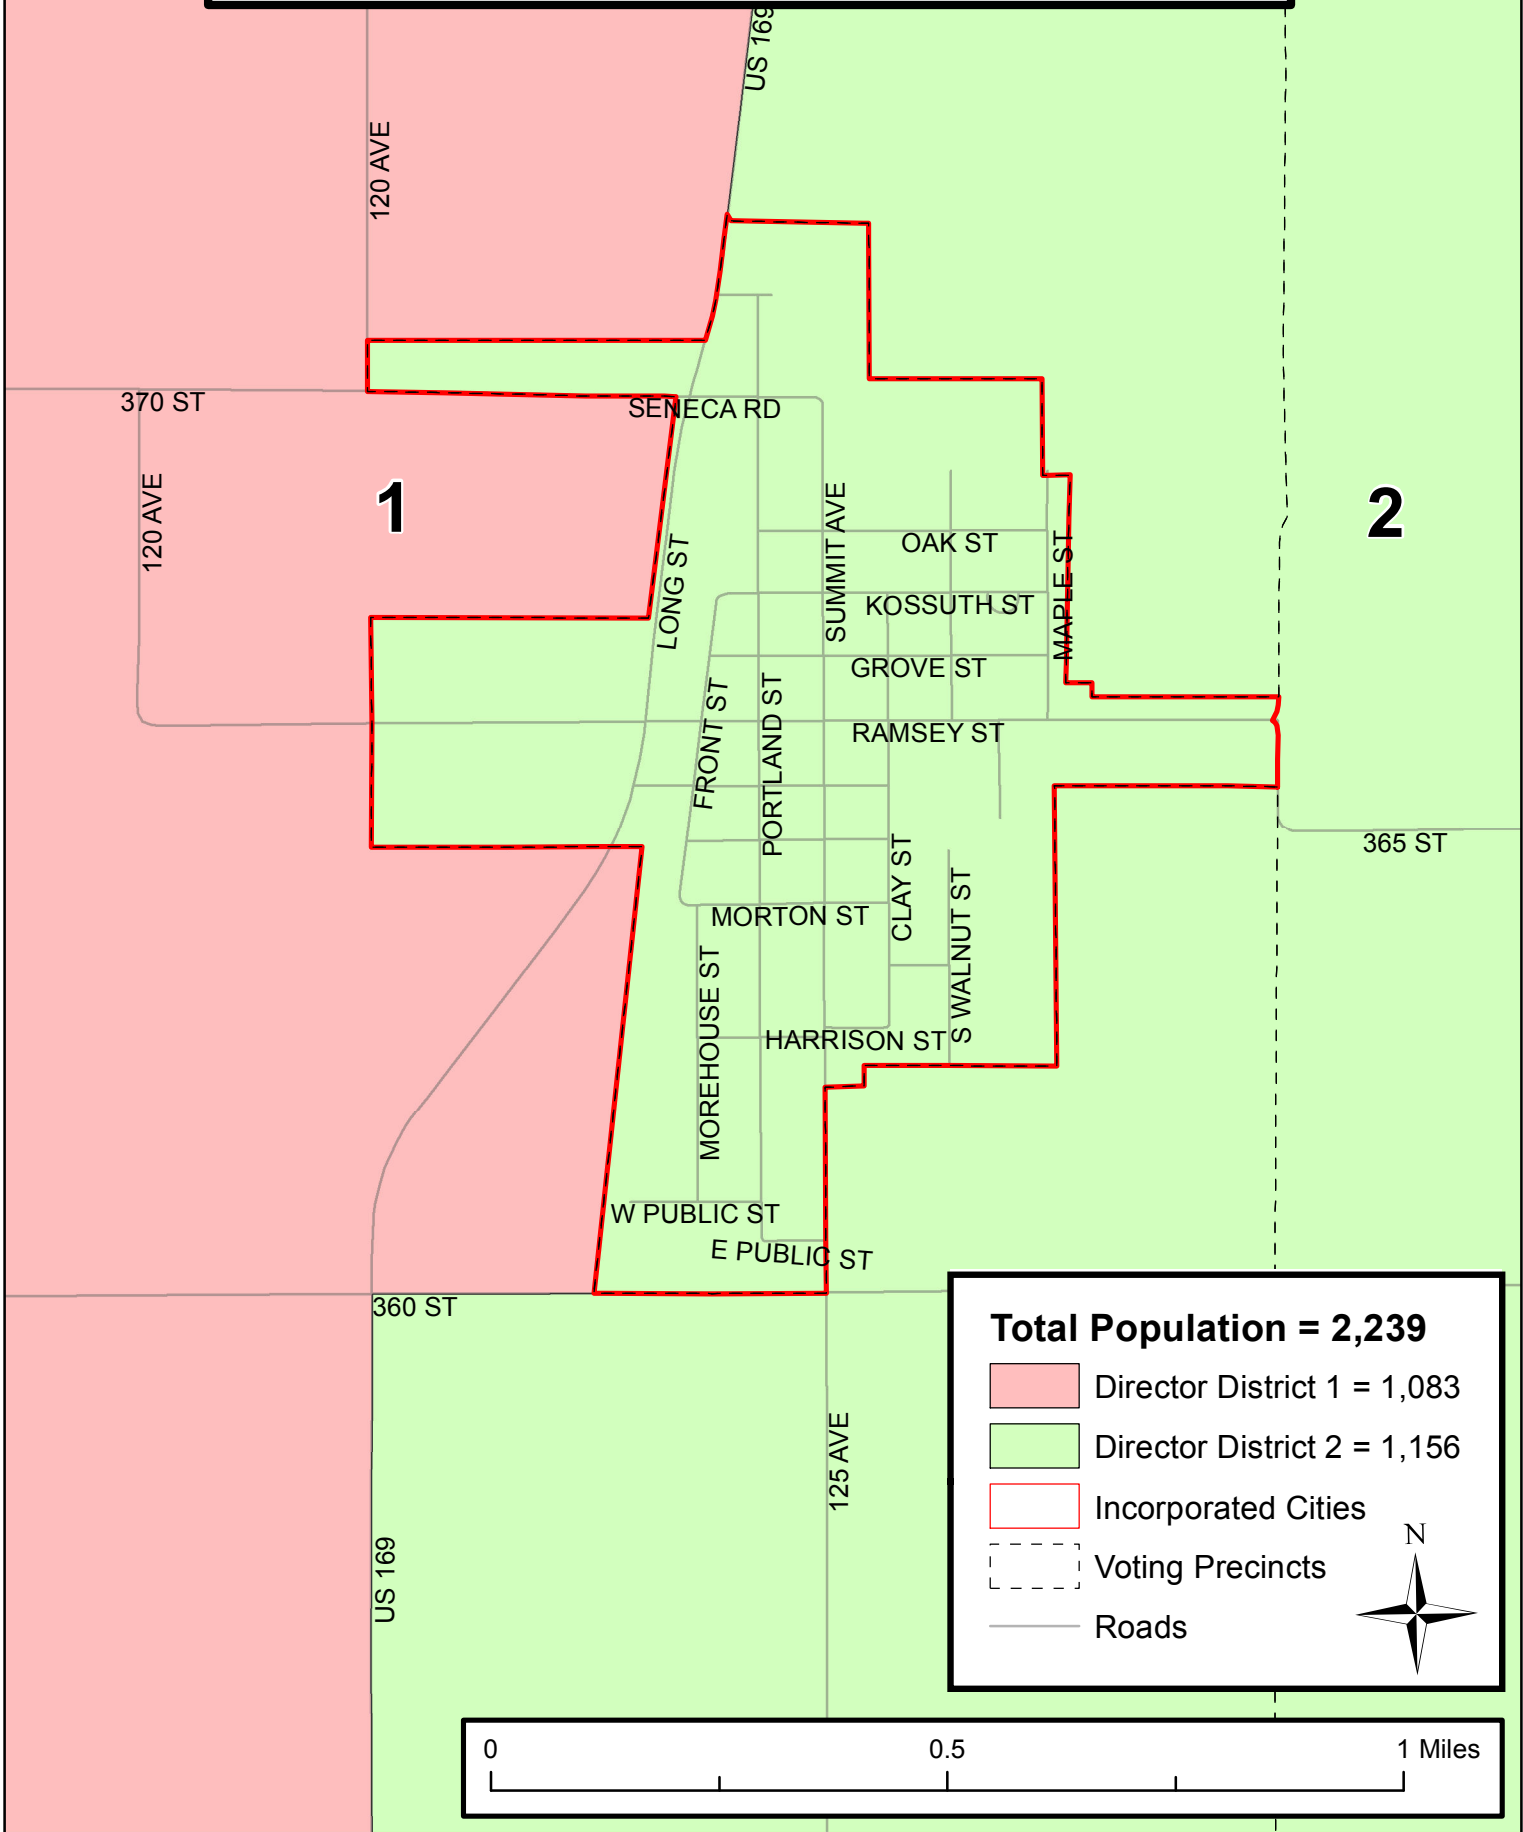 US 169
120 AVE
370 ST
SENECA RD
120 AVE
1
2
SUMMIT AVE
OAK ST
MAPLE ST
LONG ST
KOSSUTH ST
GROVE ST
FRONT ST
PORTLAND ST
RAMSEY ST
365 ST
CLAY ST
S WALNUT ST
MORTON ST
MOREHOUSE ST
HARRISON ST
W PUBLIC ST
E PUBLIC ST
360 ST
125 AVE
US 169
Total Population = 2,239
Director District 1 = 1,083
Director District 2 = 1,156
Incorporated Cities
Voting Precincts
Roads
N
0 0.5 1 Miles